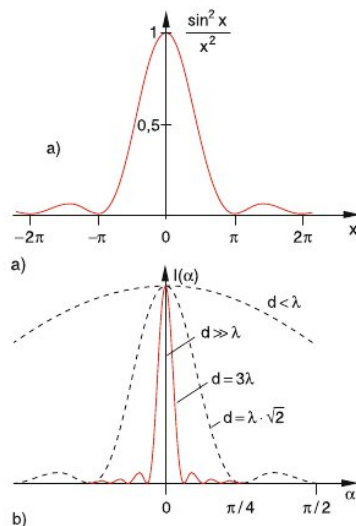 sin² x
x²
1
0,5
a)
−2π −π 0 π 2π x
a)
I(α)
d < λ
d ≫ λ
d = 3λ
d = λ · √2
0 π/4 π/2 α
b)